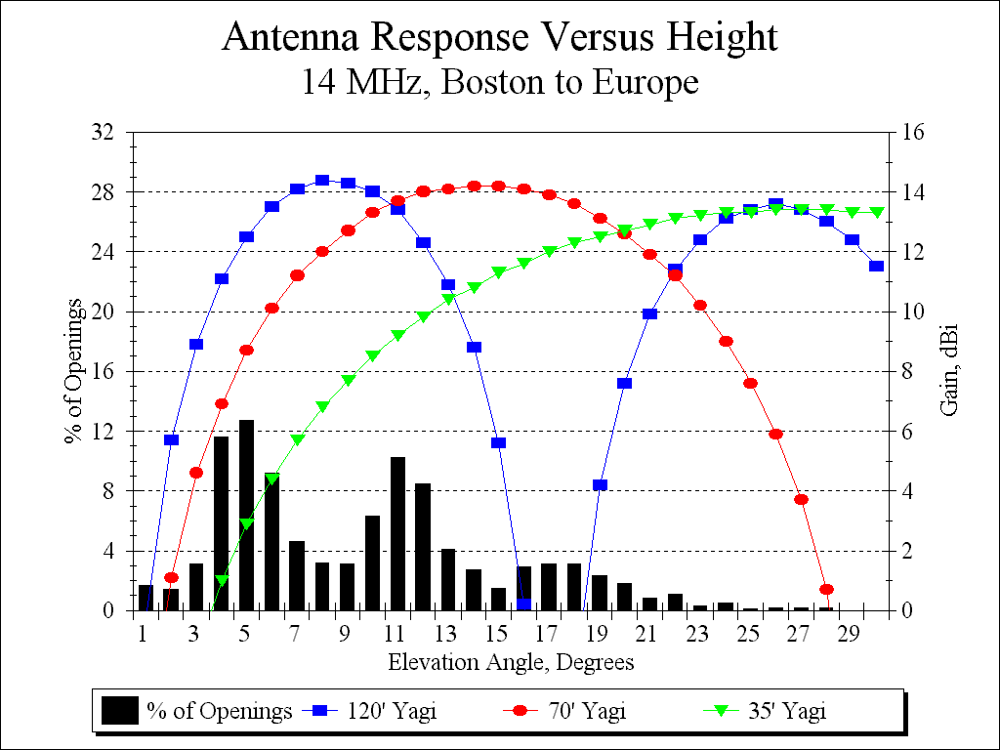 Antenna Response Versus Height
14 MHz, Boston to Europe
32 28 24 20 16 12 8 4 0
% of Openings
16 14 12 10 8 6 4 2 0
Gain, dBi
1 3 5 7 9 11 13 15 17 19 21 23 25 27 29
Elevation Angle, Degrees
% of Openings 120' Yagi 70' Yagi 35' Yagi